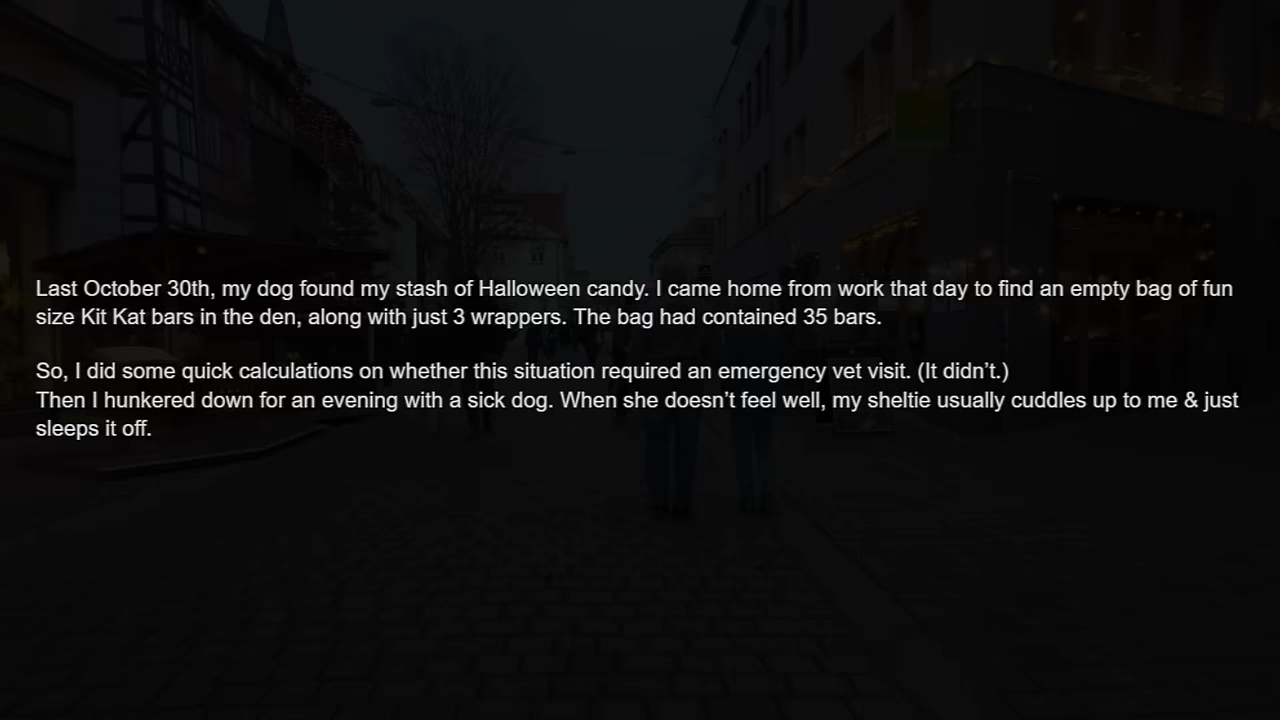 Last October 30th, my dog found my stash of Halloween candy. I came home from work that day to find an empty bag of fun
size Kit Kat bars in the den, along with just 3 wrappers. The bag had contained 35 bars.
So, I did some quick calculations on whether this situation required an emergency vet visit. (It didn’t.)
Then I hunkered down for an evening with a sick dog. When she doesn’t feel well, my sheltie usually cuddles up to me & just
sleeps it off.